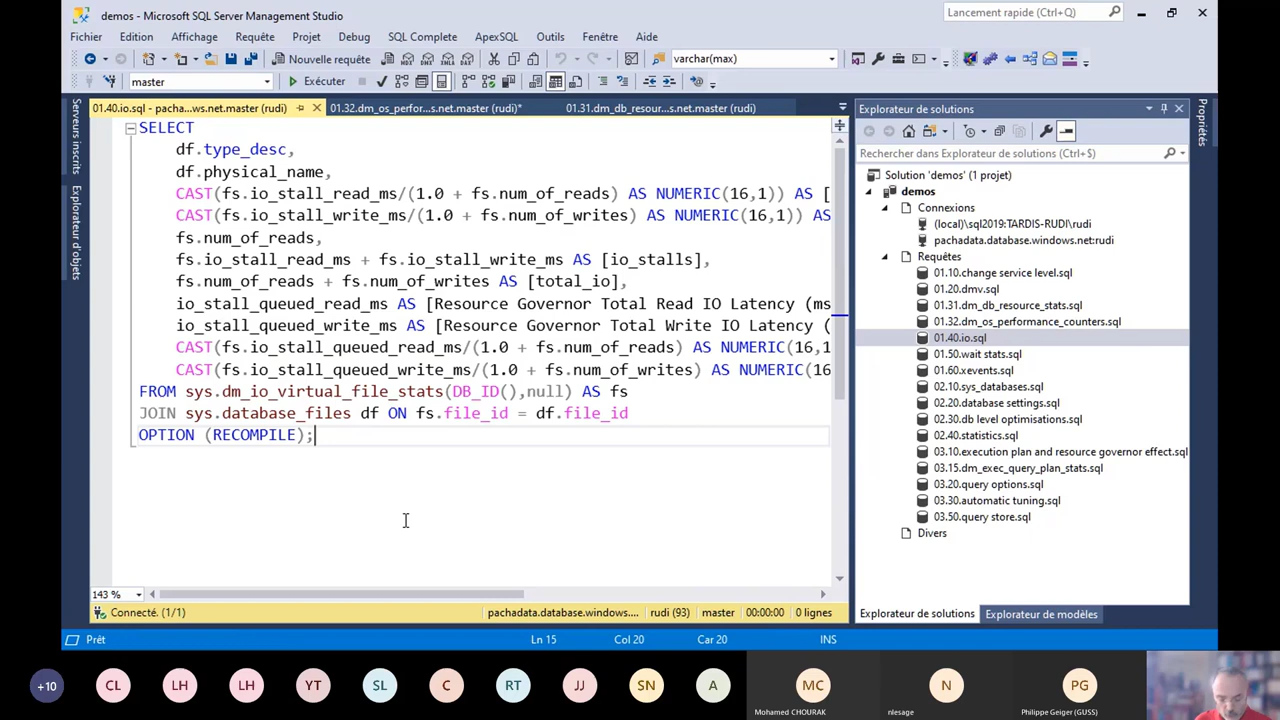 demos - Microsoft SQL Server Management Studio
Lancement rapide (Ctrl+Q)
Fichier Edition Affichage Requête Projet Debug SQL Complete ApexSQL Outils Fenêtre Aide
Nouvelle requête
varchar(max)
master
Exécuter
01.40.io.sql - pacha...ws.net.master (rudi)
01.32.dm_os_perfor...s.net.master (rudi)*
01.31.dm_db_resour...s.net.master (rudi)
Serveurs inscrits
Explorateur d'objets
SELECT
df.type_desc,
df.physical_name,
CAST(fs.io_stall_read_ms/(1.0 + fs.num_of_reads) AS NUMERIC(16,1)) AS [
CAST(fs.io_stall_write_ms/(1.0 + fs.num_of_writes) AS NUMERIC(16,1)) AS
fs.num_of_reads,
fs.io_stall_read_ms + fs.io_stall_write_ms AS [io_stalls],
fs.num_of_reads + fs.num_of_writes AS [total_io],
io_stall_queued_read_ms AS [Resource Governor Total Read IO Latency (ms
io_stall_queued_write_ms AS [Resource Governor Total Write IO Latency (
CAST(fs.io_stall_queued_read_ms/(1.0 + fs.num_of_reads) AS NUMERIC(16,1
CAST(fs.io_stall_queued_write_ms/(1.0 + fs.num_of_writes) AS NUMERIC(16
FROM sys.dm_io_virtual_file_stats(DB_ID(),null) AS fs
JOIN sys.database_files df ON fs.file_id = df.file_id
OPTION (RECOMPILE);
143 %
Connecté. (1/1)
pachadata.database.windows.... rudi (93) master 00:00:00 0 lignes
Explorateur de solutions
Rechercher dans Explorateur de solutions (Ctrl+$)
Solution 'demos' (1 projet)
demos
Connexions
(local)\sql2019:TARDIS-RUDI\rudi
pachadata.database.windows.net:rudi
Requêtes
01.10.change service level.sql
01.20.dmv.sql
01.31.dm_db_resource_stats.sql
01.32.dm_os_performance_counters.sql
01.40.io.sql
01.50.wait stats.sql
01.60.xevents.sql
02.10.sys_databases.sql
02.20.database settings.sql
02.30.db level optimisations.sql
02.40.statistics.sql
03.10.execution plan and resource governor effect.sql
03.15.dm_exec_query_plan_stats.sql
03.20.query options.sql
03.30.automatic tuning.sql
03.50.query store.sql
Divers
Explorateur de solutions
Explorateur de modèles
Propriétés
Prêt
Ln 15
Col 20
Car 20
INS
+10 CL LH LH YT SL C RT JJ SN A MC N PG
Mohamed CHOURAK
nlesage
Philippe Geiger (GUSS)